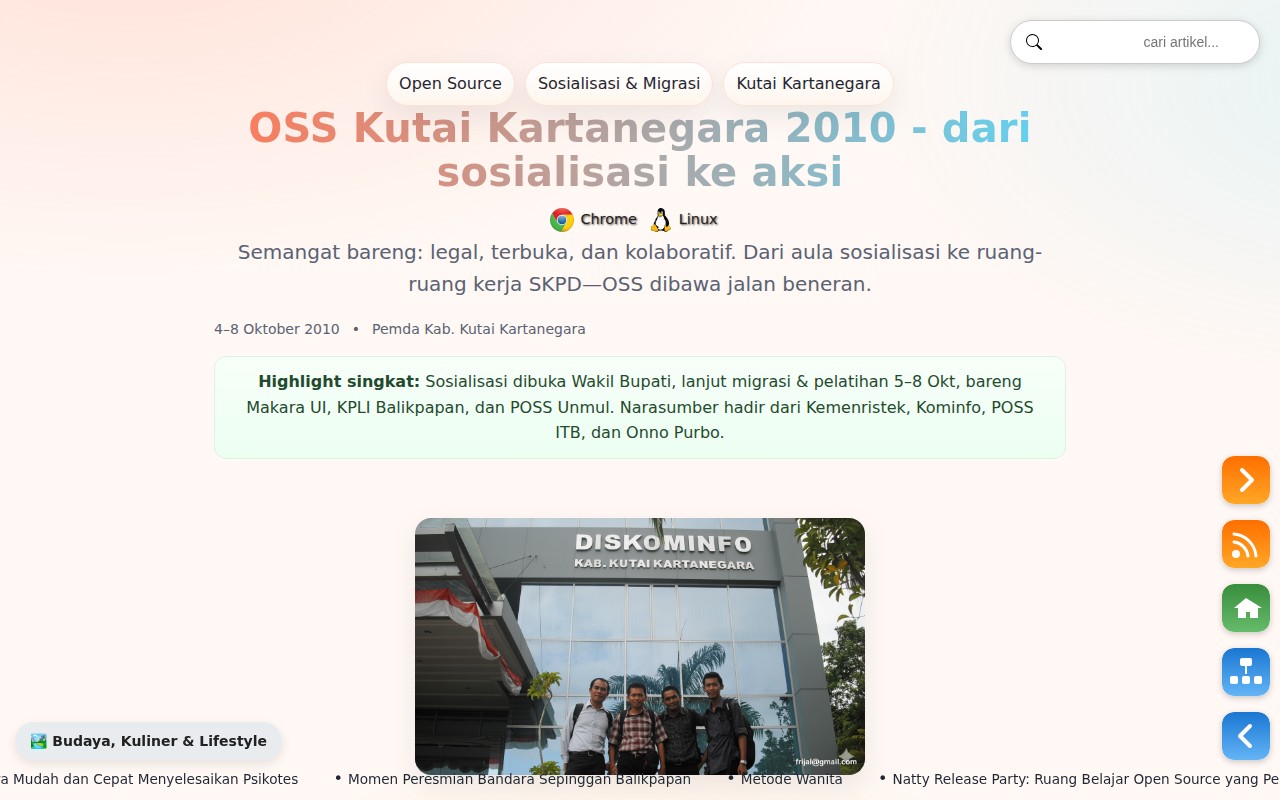 cari artikel...
Open Source
Sosialisasi & Migrasi
Kutai Kartanegara
OSS Kutai Kartanegara 2010 - dari
sosialisasi ke aksi
Chrome
Linux
Semangat bareng: legal, terbuka, dan kolaboratif. Dari aula sosialisasi ke ruang-
ruang kerja SKPD—OSS dibawa jalan beneran.
4–8 Oktober 2010 • Pemda Kab. Kutai Kartanegara
Highlight singkat: Sosialisasi dibuka Wakil Bupati, lanjut migrasi & pelatihan 5–8 Okt, bareng
Makara UI, KPLI Balikpapan, dan POSS Unmul. Narasumber hadir dari Kemenristek, Kominfo, POSS
ITB, dan Onno Purbo.
DISKOMINFO
KAB. KUTAI KARTANEGARA
frijal@gmail.com
🏞️ Budaya, Kuliner & Lifestyle
a Mudah dan Cepat Menyelesaikan Psikotes • Momen Peresmian Bandara Sepinggan Balikpapan • Metode Wanita • Natty Release Party: Ruang Belajar Open Source yang Pe